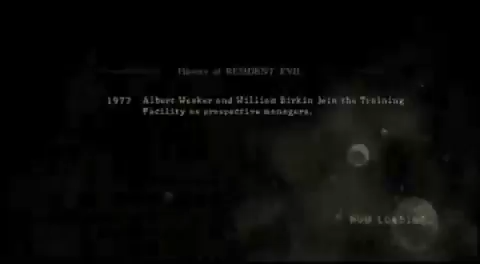 History of RESIDENT EVIL
1977 Albert Wesker and William Birkin join the Training
Facility as prospective managers.
Now Loading